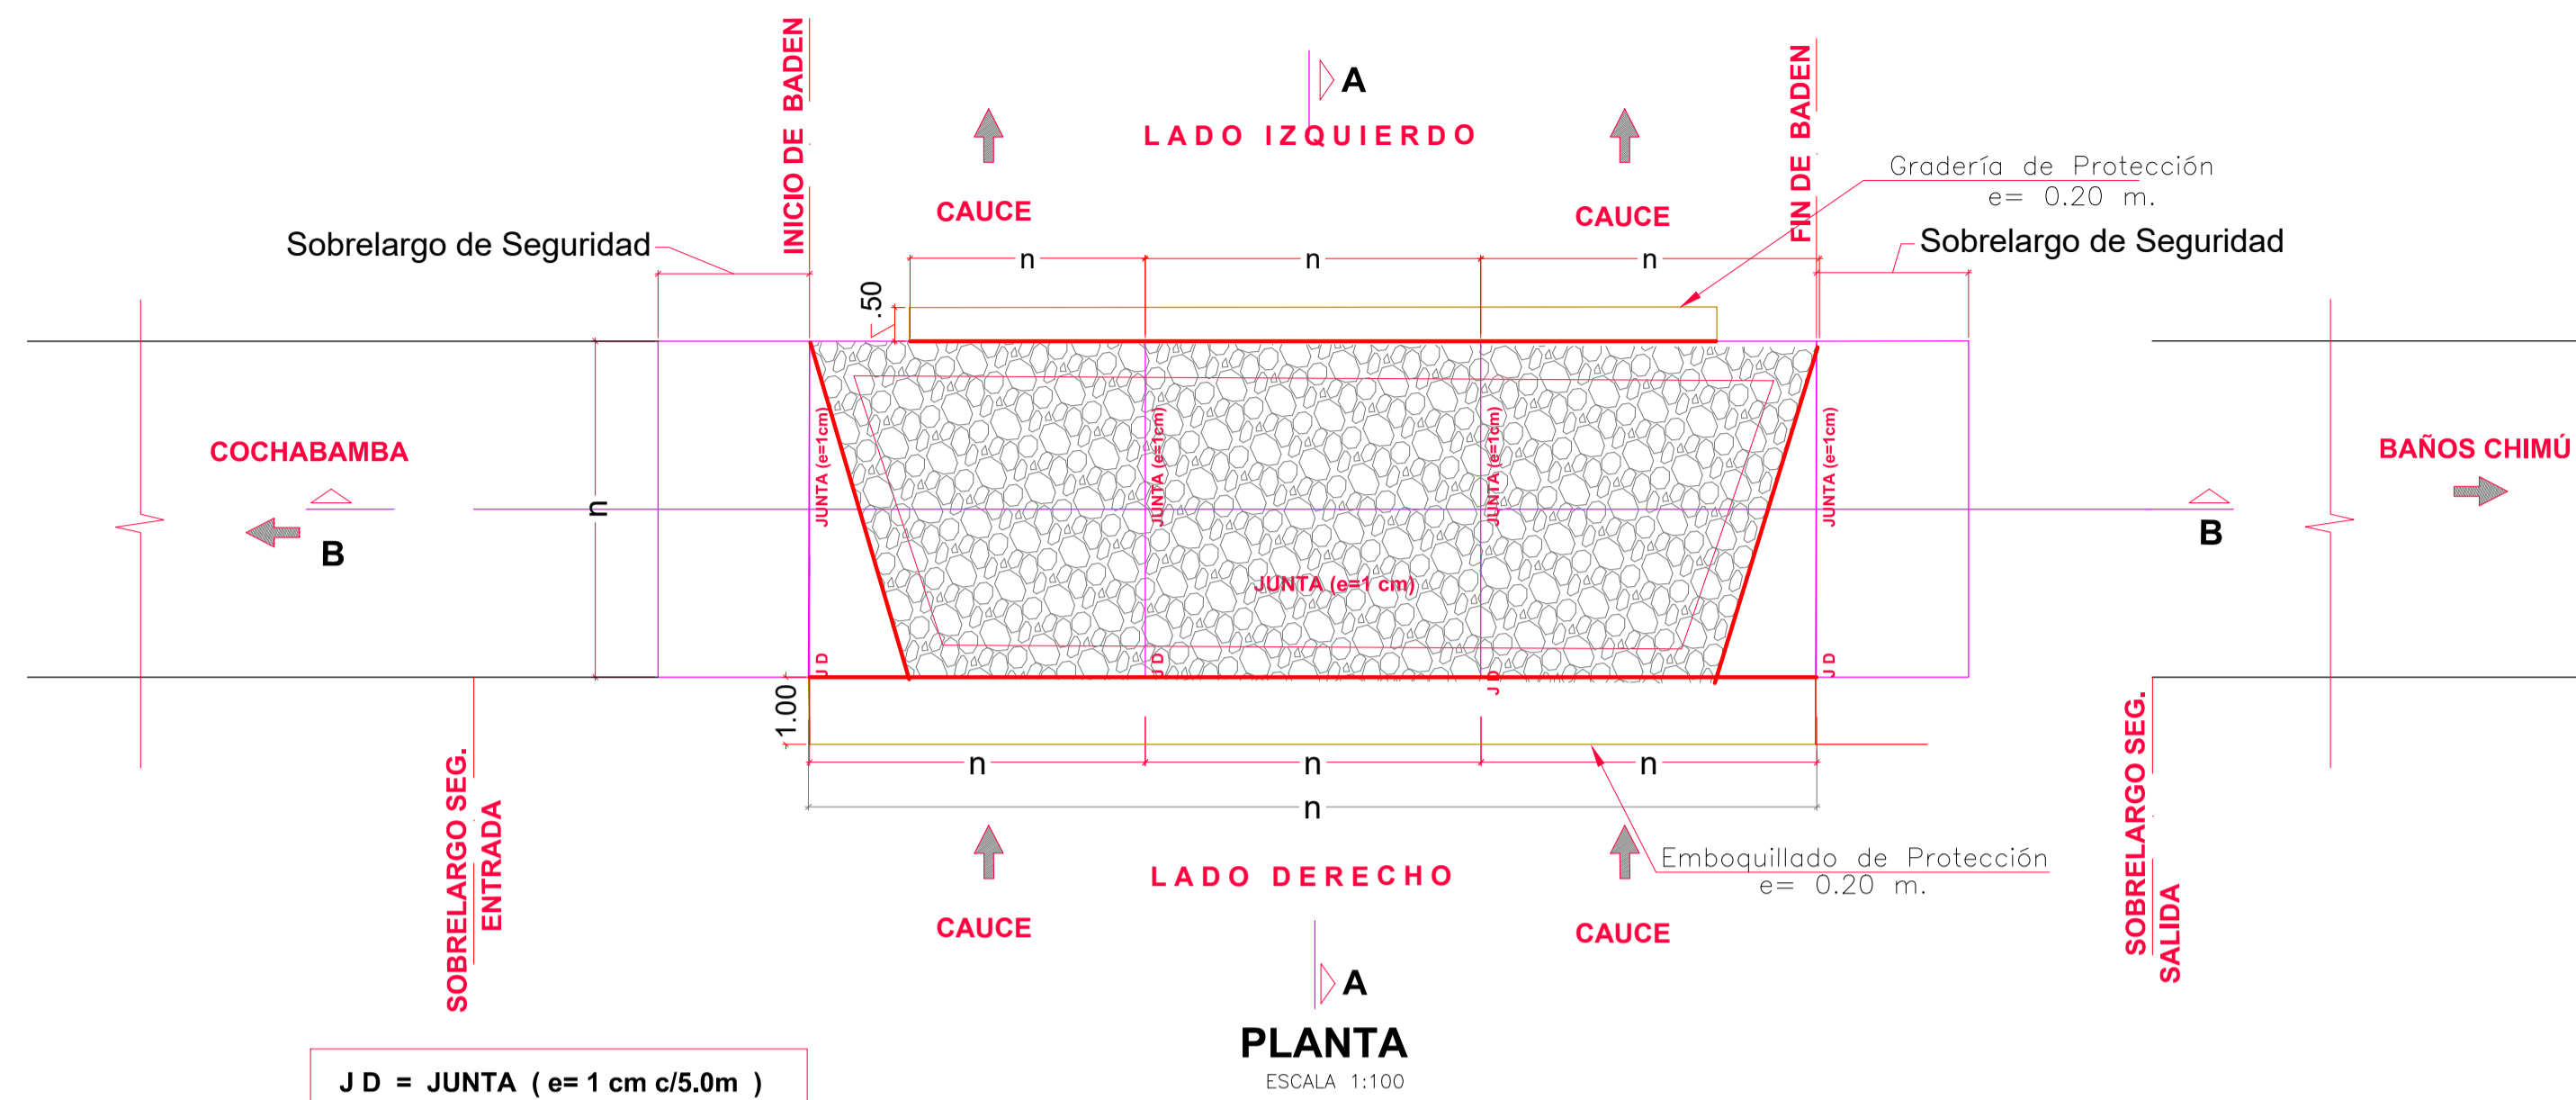 INICIO DE BADEN
FIN DE BADEN
A
LADO IZQUIERDO
Gradería de Protección
e= 0.20 m.
CAUCE
CAUCE
Sobrelargo de Seguridad
Sobrelargo de Seguridad
n
n
n
.50
COCHABAMBA
BAÑOS CHIMÚ
JUNTA (e=1cm)
JUNTA (e=1cm)
JUNTA (e=1cm)
JUNTA (e=1cm)
n
B
B
JUNTA (e=1 cm)
J D
J D
J D
J D
1.00
n
n
n
n
SOBRELARGO SEG.
ENTRADA
SOBRELARGO SEG.
SALIDA
Emboquillado de Protección
e= 0.20 m.
LADO DERECHO
CAUCE
CAUCE
A
PLANTA
ESCALA 1:100
J D = JUNTA ( e= 1 cm c/5.0m )